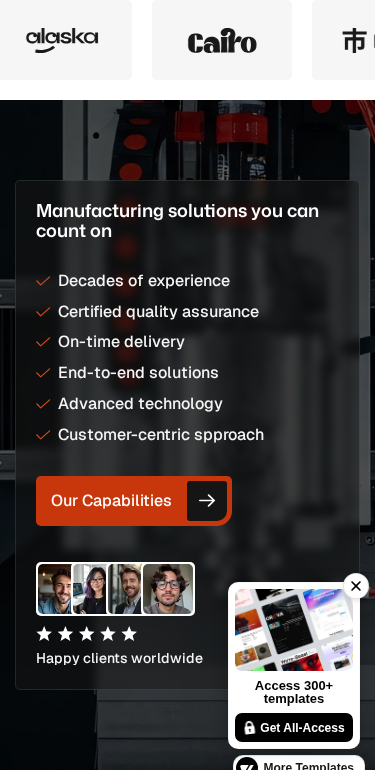 alaska
Cairo
市
Manufacturing solutions you can
count on
Decades of experience
Certified quality assurance
On-time delivery
End-to-end solutions
Advanced technology
Customer-centric spproach
Our Capabilities
Happy clients worldwide
Access 300+
templates
Get All-Access
More Templates